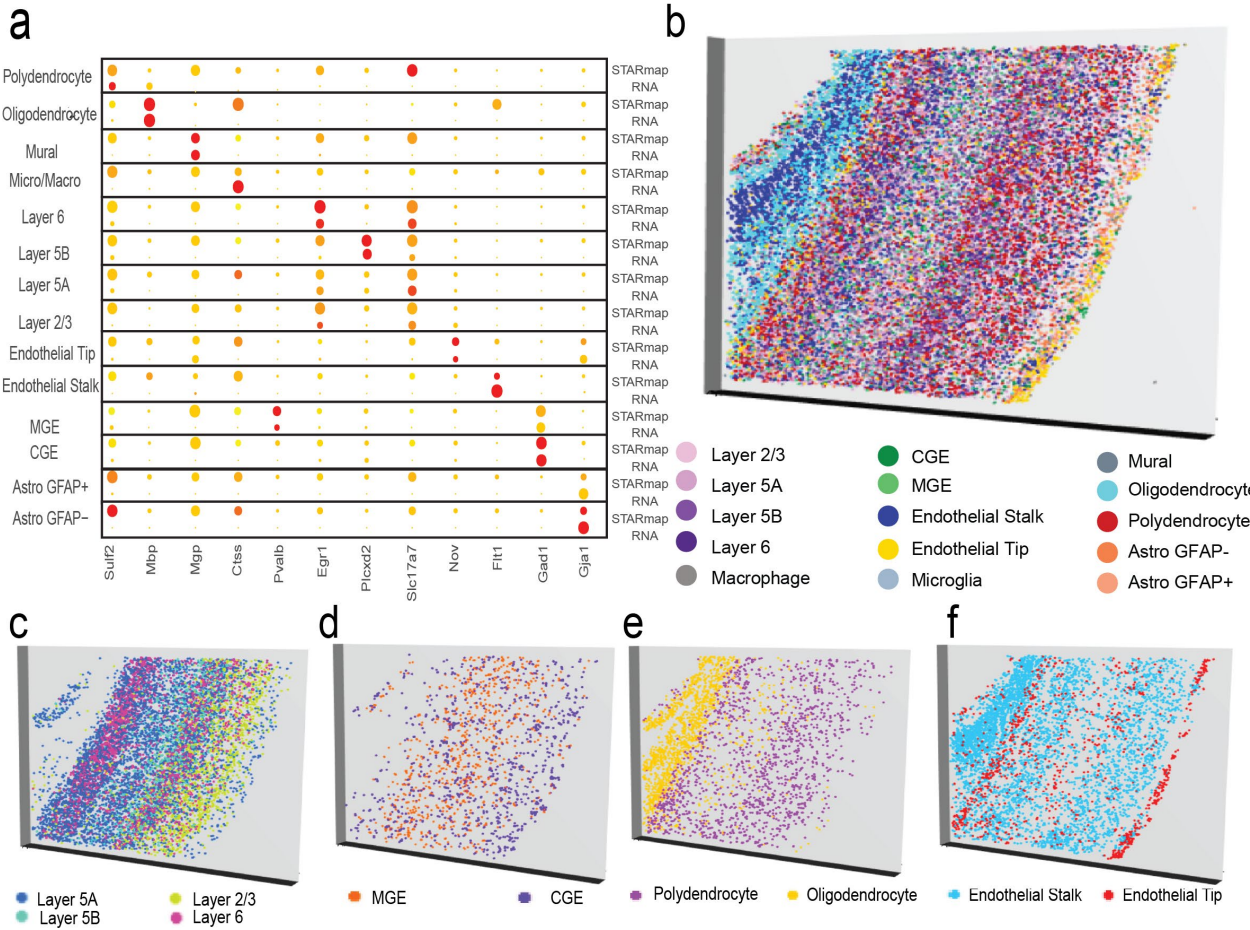 a
b
Polydendrocyte
STARmap
RNA
Oligodendrocyte
STARmap
RNA
Mural
STARmap
RNA
Micro/Macro
STARmap
RNA
Layer 6
STARmap
RNA
Layer 5B
STARmap
RNA
Layer 5A
STARmap
RNA
Layer 2/3
STARmap
RNA
Endothelial Tip
STARmap
RNA
Endothelial Stalk
STARmap
RNA
MGE
STARmap
RNA
CGE
STARmap
RNA
Astro GFAP+
STARmap
RNA
Astro GFAP−
STARmap
RNA
Sulf2
Mbp
Mgp
Ctss
Pvalb
Egr1
Plcxd2
Slc17a7
Nov
Flt1
Gad1
Gja1
Layer 2/3
Layer 5A
Layer 5B
Layer 6
Macrophage
CGE
MGE
Endothelial Stalk
Endothelial Tip
Microglia
Mural
Oligodendrocyte
Polydendrocyte
Astro GFAP-
Astro GFAP+
c
d
e
f
Layer 5A
Layer 2/3
Layer 5B
Layer 6
MGE
CGE
Polydendrocyte
Oligodendrocyte
Endothelial Stalk
Endothelial Tip